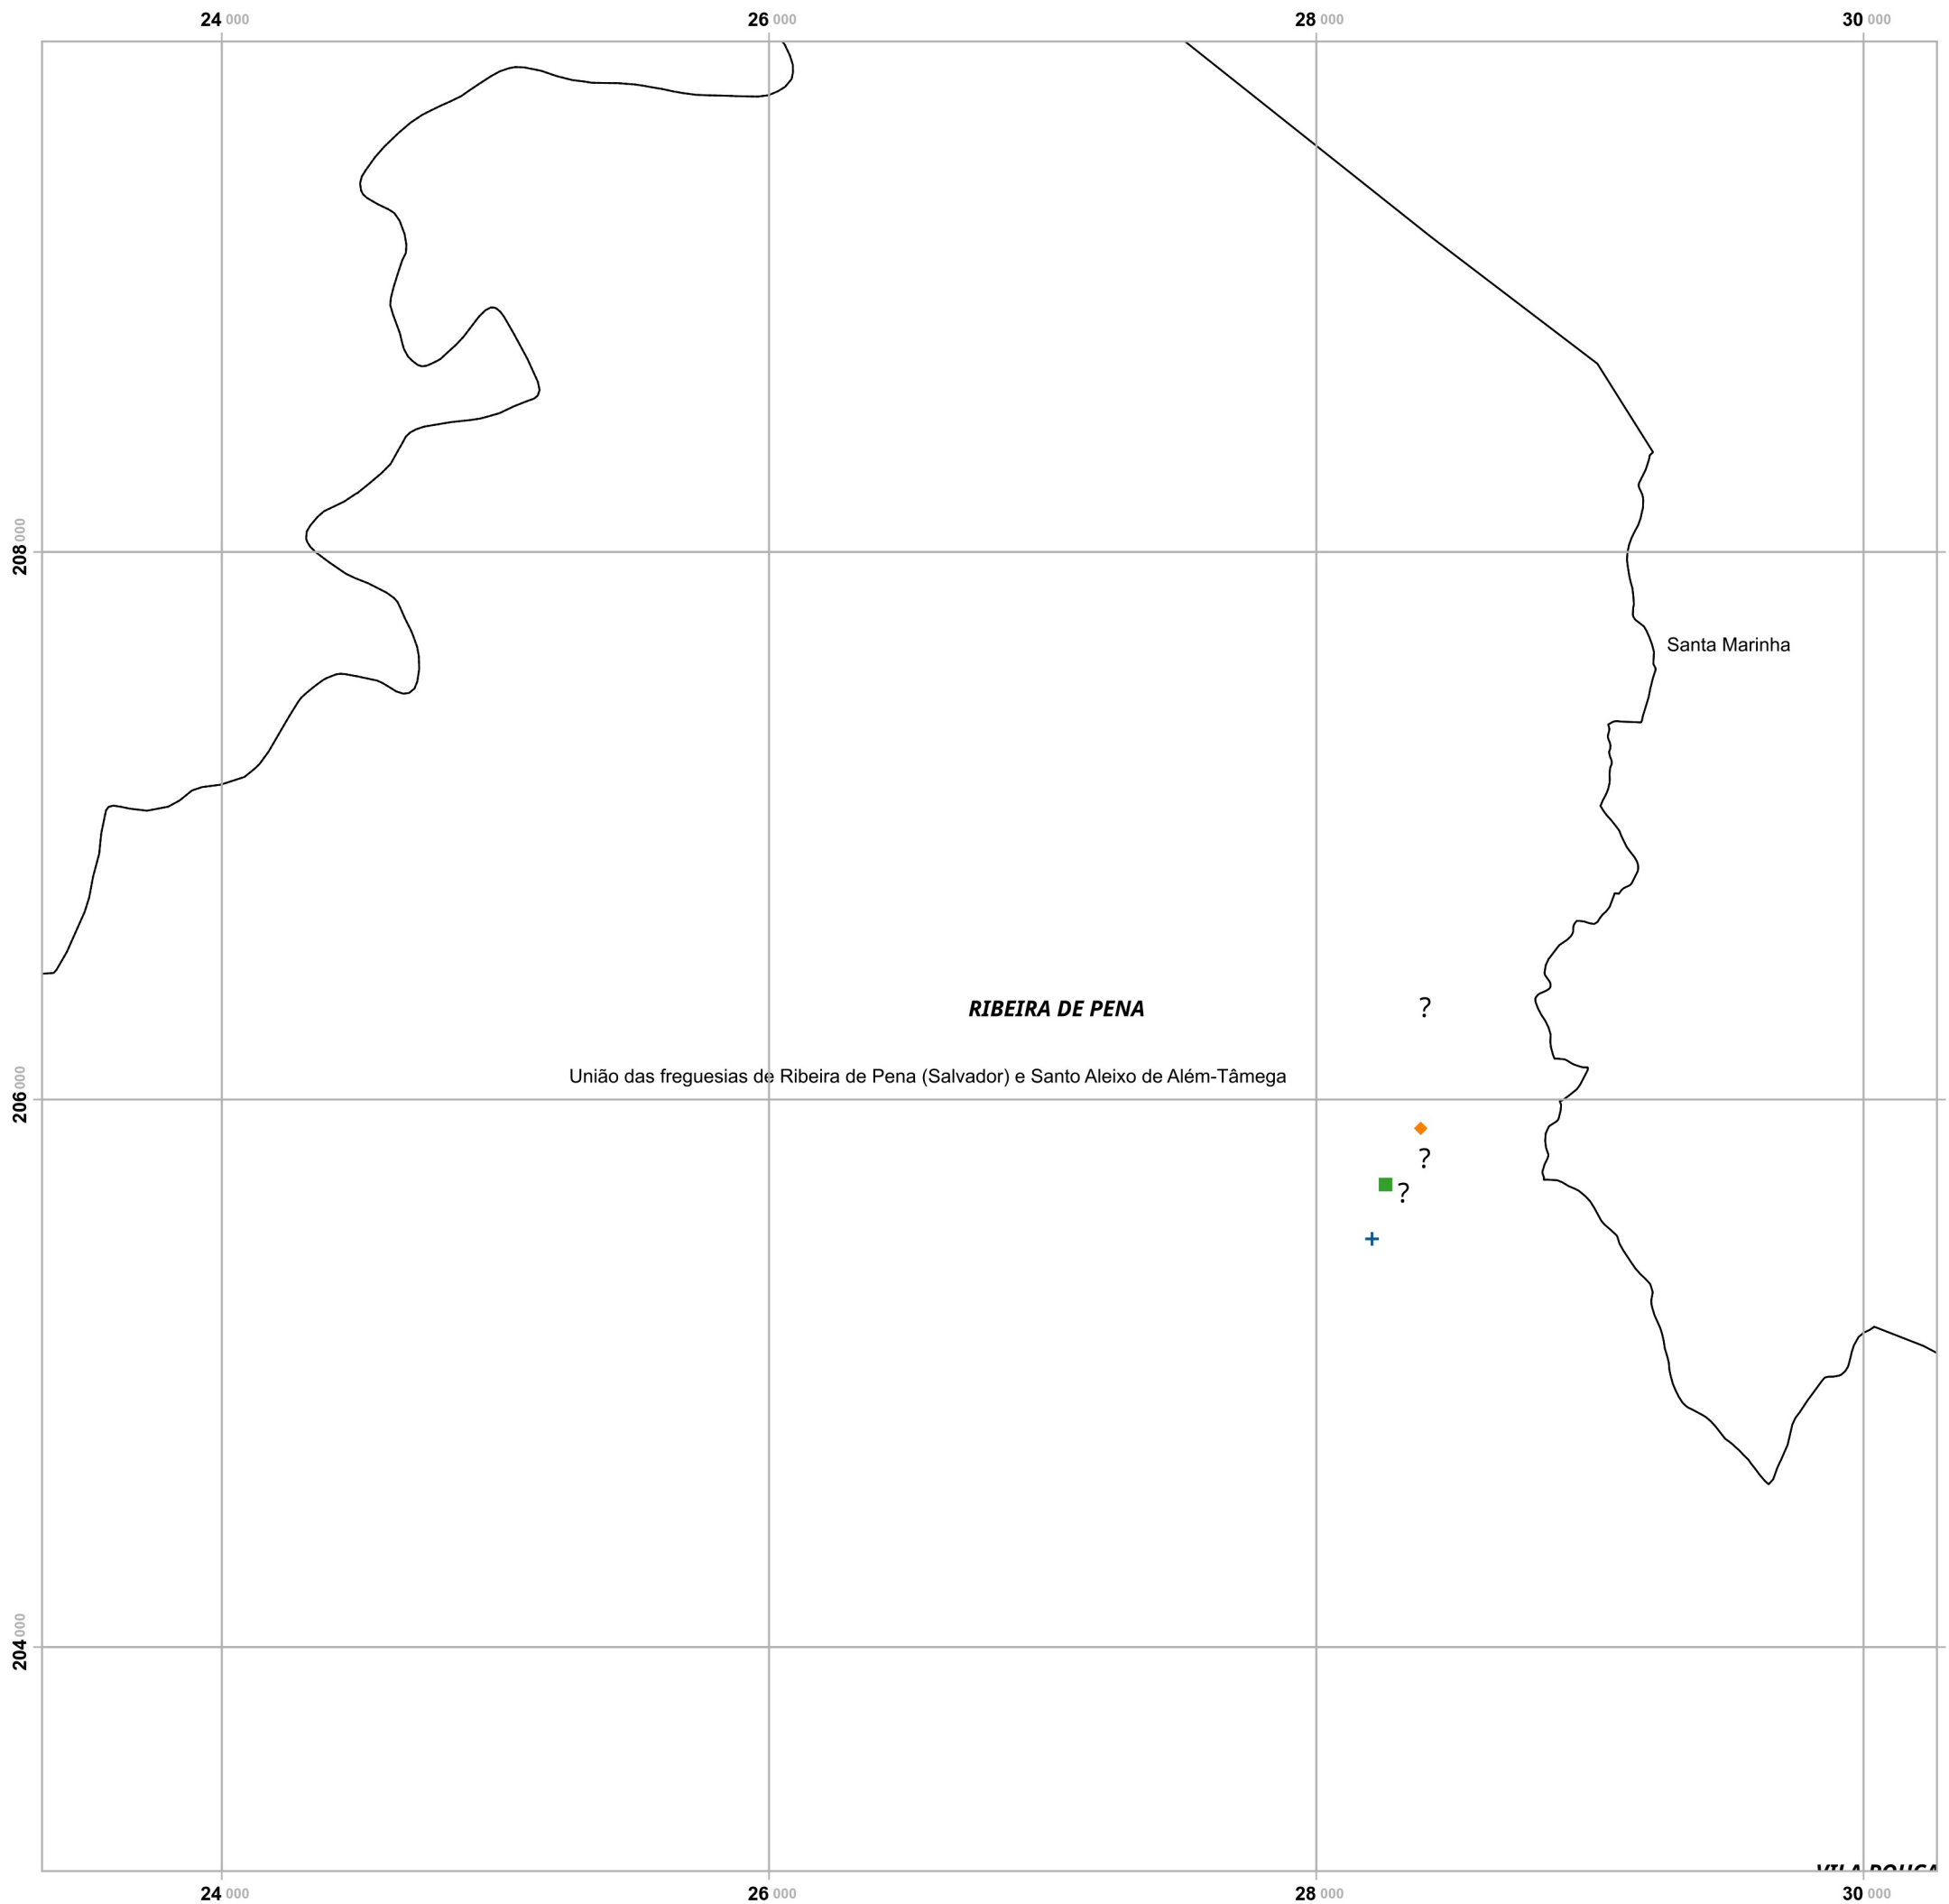 24 000 26 000 28 000 30 000
208 000
Santa Marinha
RIBEIRA DE PENA
?
União das freguesias de Ribeira de Pena (Salvador) e Santo Aleixo de Além-Tâmega
206 000
?
?
204 000
VILA POUCA
24 000 26 000 28 000 30 000